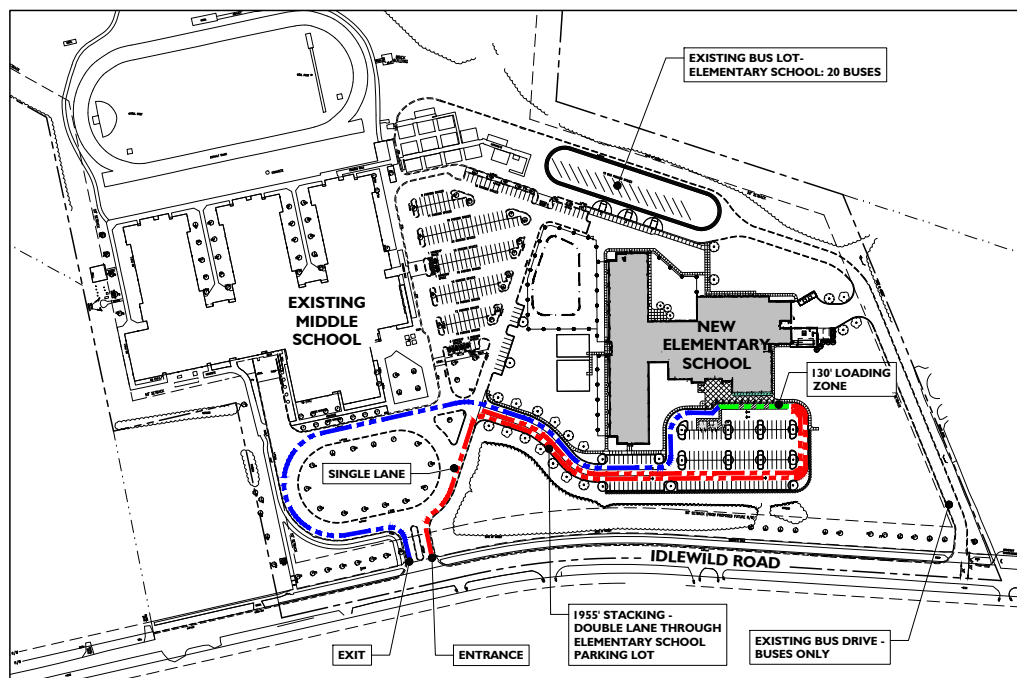 EXISTING BUS LOT-
ELEMENTARY SCHOOL: 20 BUSES
EXISTING
MIDDLE
SCHOOL
NEW
ELEMENTARY
SCHOOL
130' LOADING
ZONE
SINGLE LANE
IDLEWILD ROAD
1955' STACKING -
DOUBLE LANE THROUGH
ELEMENTARY SCHOOL
PARKING LOT
EXIT
ENTRANCE
EXISTING BUS DRIVE -
BUSES ONLY